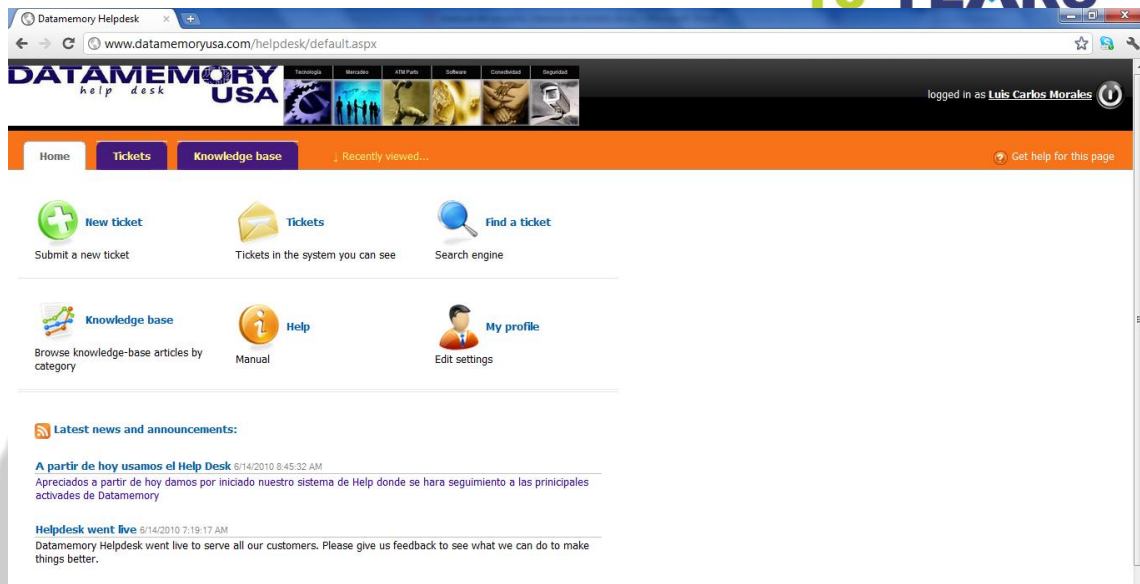 10 YEARS
Datamemory Helpdesk
www.datamemoryusa.com/helpdesk/default.aspx
DATAMEMORY
help desk USA
Tecnología Mercadeo ATM Parts Software Conectividad Seguridad
logged in as Luis Carlos Morales
Home Tickets Knowledge base ↓ Recently viewed... Get help for this page
New ticket Tickets Find a ticket
Submit a new ticket Tickets in the system you can see Search engine
Knowledge base Help My profile
Browse knowledge-base articles by Manual Edit settings
category
Latest news and announcements:
A partir de hoy usamos el Help Desk 6/14/2010 8:45:32 AM
Apreciados a partir de hoy damos por iniciado nuestro sistema de Help donde se hara seguimiento a las prinicipales
activades de Datamemory
Helpdesk went live 6/14/2010 7:19:17 AM
Datamemory Helpdesk went live to serve all our customers. Please give us feedback to see what we can do to make
things better.